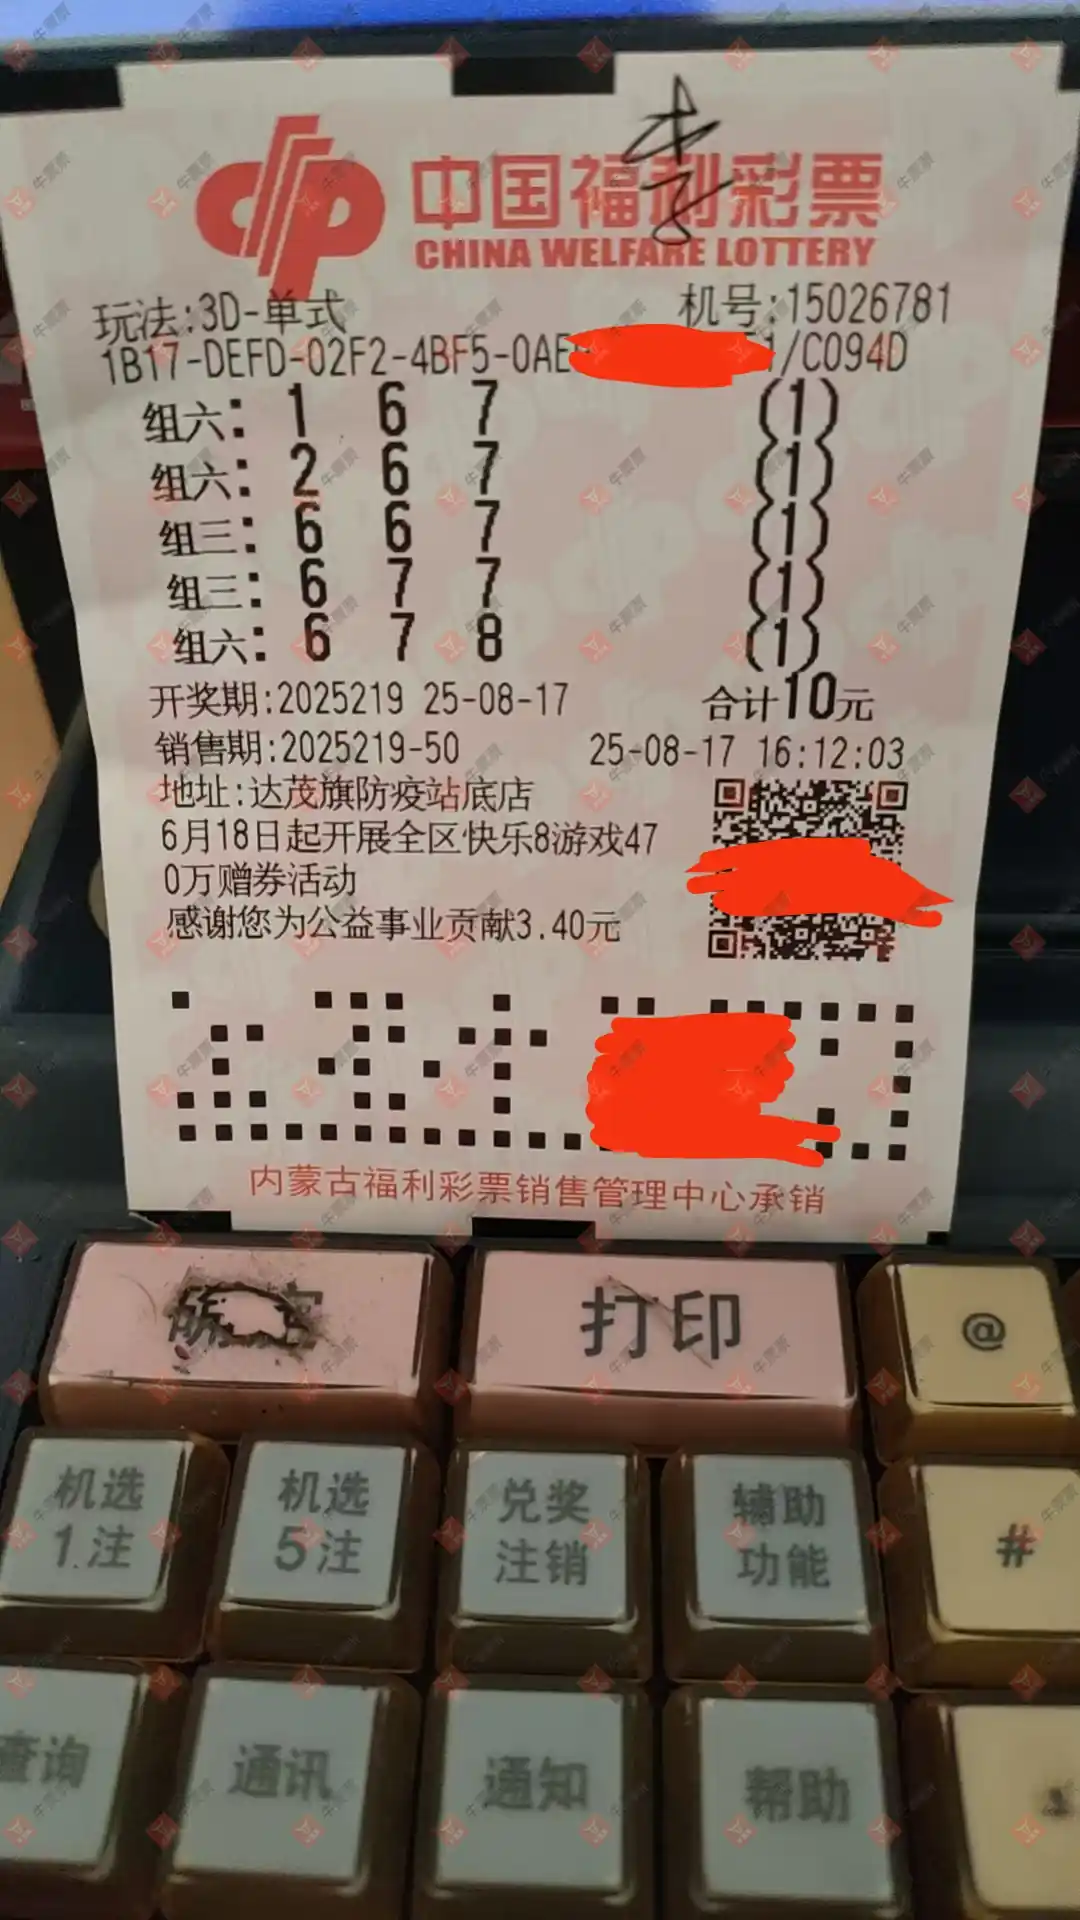 李
中国福利彩票
CHINA WELFARE LOTTERY
玩法:3D-单式 机号:15026781
1B17-DEFD-02F2-4BF5-0AE 1/C094D
组六: 1 6 7 (1)
组六: 2 6 7 (1)
组三: 6 6 7 (1)
组三: 6 7 7 (1)
组六: 6 7 8 (1)
开奖期:2025219 25-08-17 合计10元
销售期:2025219-50 25-08-17 16:12:03
地址:达茂旗防疫站底店
6月18日起开展全区快乐8游戏47
0万赠券活动
感谢您为公益事业贡献3.40元
内蒙古福利彩票销售管理中心承销
打印 @
机选 机选 兑奖 辅助
1注 5注 注销 功能 #
查询 通讯 通知 帮助
牛票票